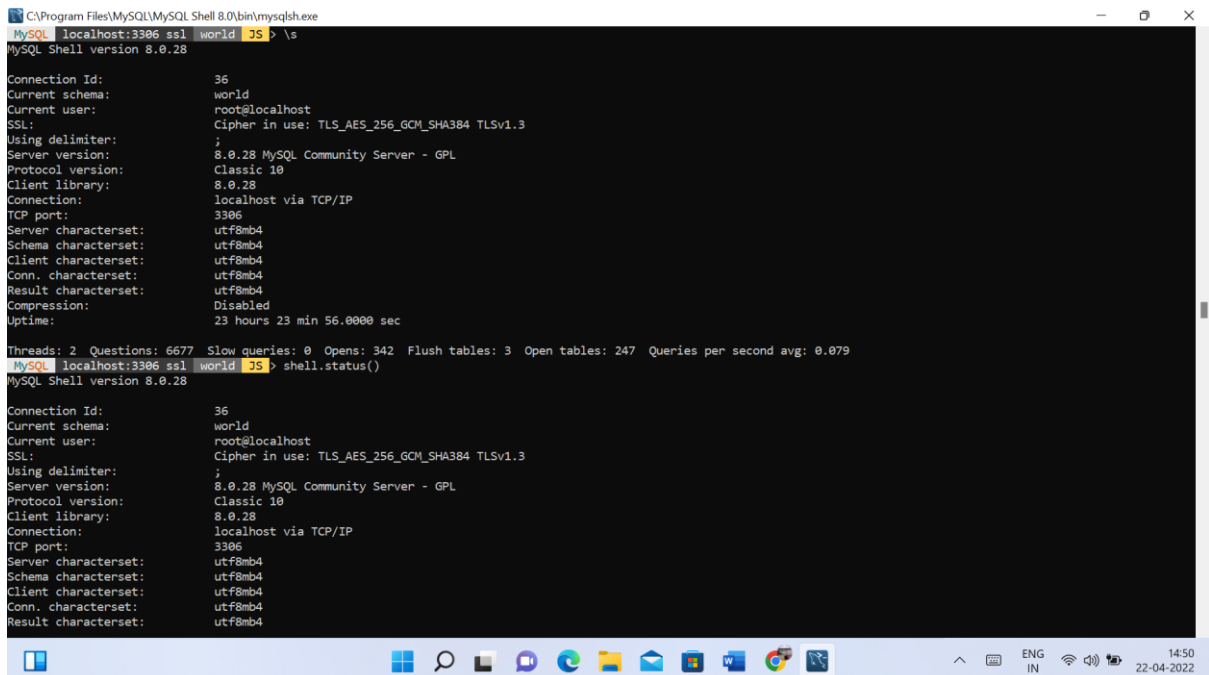 C:\Program Files\MySQL\MySQL Shell 8.0\bin\mysqlsh.exe
MySQL localhost:3306 ssl world JS > \s
MySQL Shell version 8.0.28
Connection Id: 36
Current schema: world
Current user: root@localhost
SSL: Cipher in use: TLS_AES_256_GCM_SHA384 TLSv1.3
Using delimiter: ;
Server version: 8.0.28 MySQL Community Server - GPL
Protocol version: Classic 10
Client library: 8.0.28
Connection: localhost via TCP/IP
TCP port: 3306
Server characterset: utf8mb4
Schema characterset: utf8mb4
Client characterset: utf8mb4
Conn. characterset: utf8mb4
Result characterset: utf8mb4
Compression: Disabled
Uptime: 23 hours 23 min 56.0000 sec
Threads: 2 Questions: 6677 Slow queries: 0 Opens: 342 Flush tables: 3 Open tables: 247 Queries per second avg: 0.079
MySQL localhost:3306 ssl world JS > shell.status()
MySQL Shell version 8.0.28
Connection Id: 36
Current schema: world
Current user: root@localhost
SSL: Cipher in use: TLS_AES_256_GCM_SHA384 TLSv1.3
Using delimiter: ;
Server version: 8.0.28 MySQL Community Server - GPL
Protocol version: Classic 10
Client library: 8.0.28
Connection: localhost via TCP/IP
TCP port: 3306
Server characterset: utf8mb4
Schema characterset: utf8mb4
Client characterset: utf8mb4
Conn. characterset: utf8mb4
Result characterset: utf8mb4
ENG
IN
14:50
22-04-2022